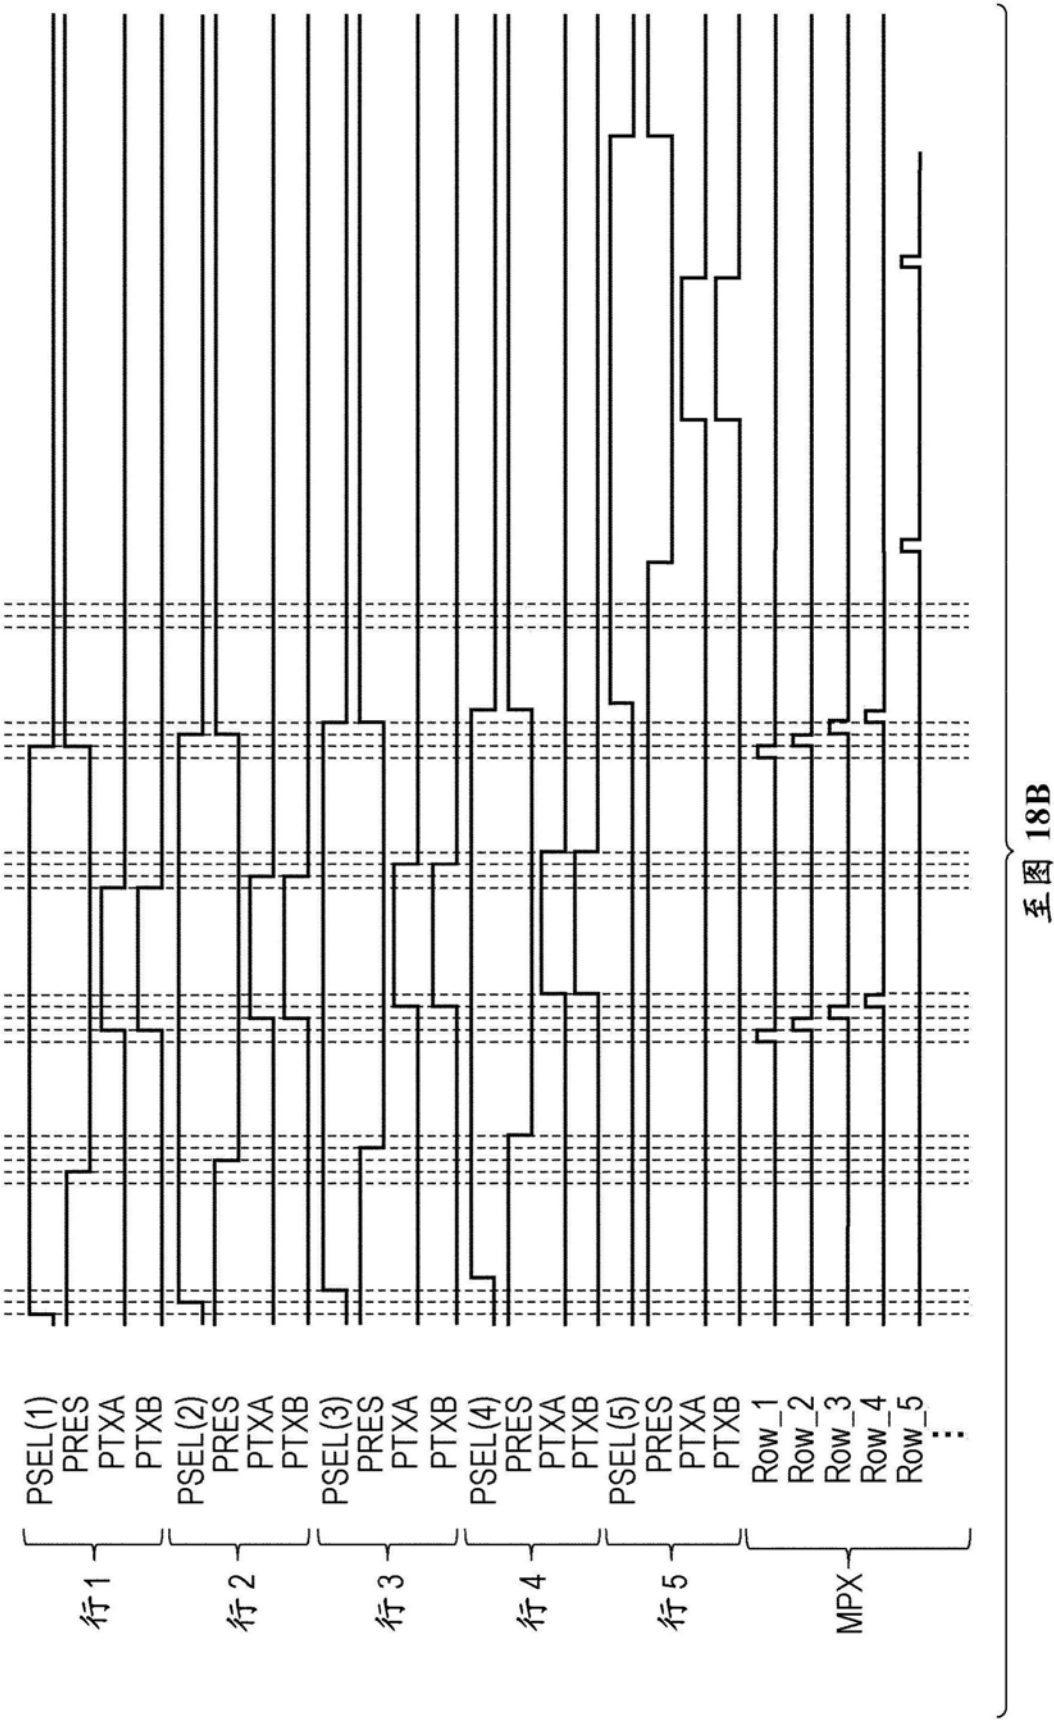 行 1
PSEL(1)
PRES
PTXA
PTXB
行 2
PSEL(2)
PRES
PTXA
PTXB
行 3
PSEL(3)
PRES
PTXA
PTXB
行 4
PSEL(4)
PRES
PTXA
PTXB
行 5
PSEL(5)
PRES
PTXA
PTXB
MPX
Row_1
Row_2
Row_3
Row_4
Row_5
⋮
至图 18B